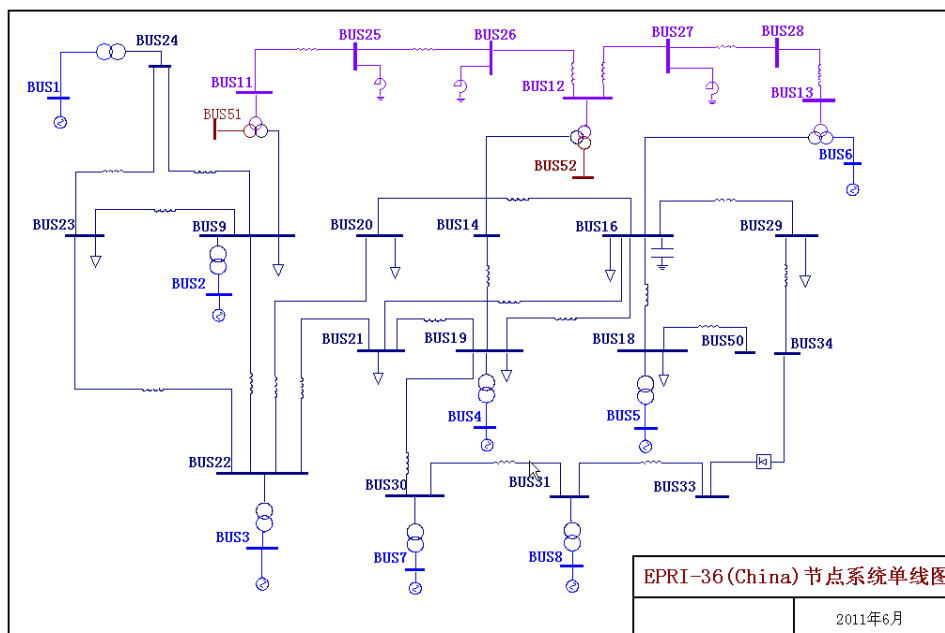 BUS24
BUS25
BUS26
BUS27
BUS28
BUS1
BUS11
BUS12
BUS13
BUS51
BUS52
BUS6
BUS23
BUS9
BUS20
BUS14
BUS16
BUS29
BUS2
BUS21
BUS19
BUS18
BUS50
BUS34
BUS4
BUS5
BUS22
BUS30
BUS31
BUS33
BUS3
BUS7
BUS8
EPRI-36(China)节点系统单线图
2011年6月